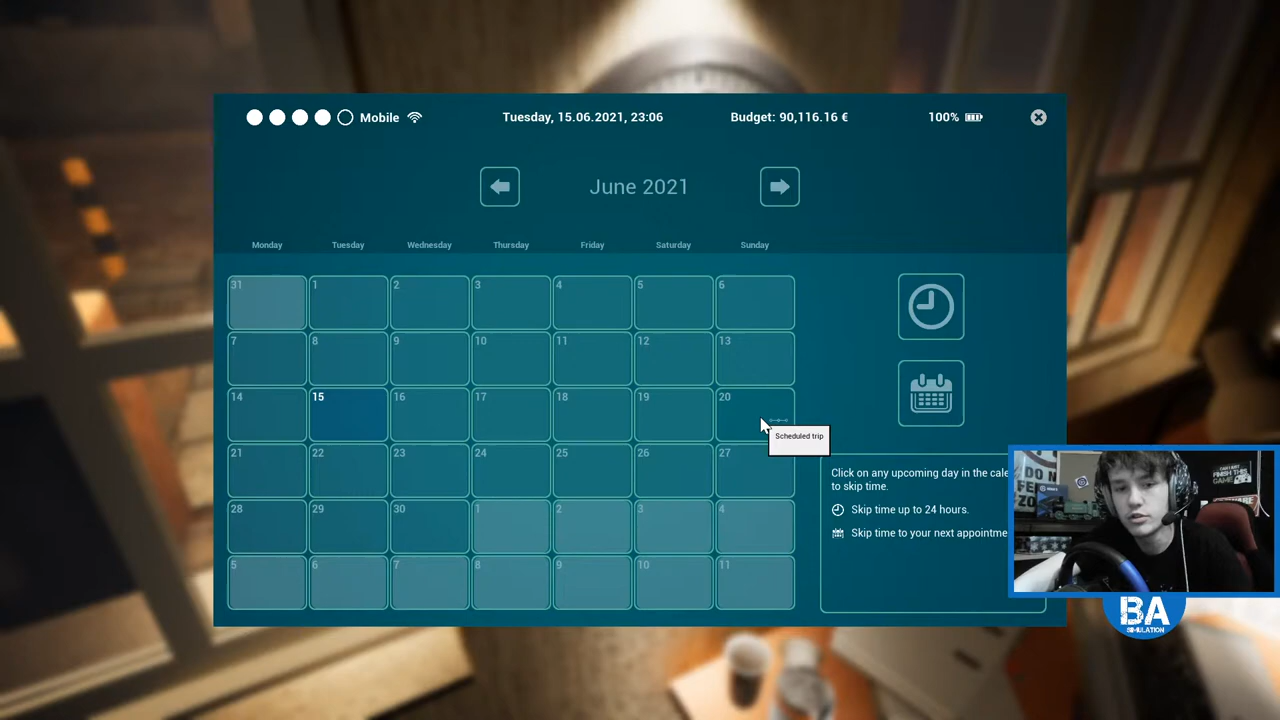 Mobile
Tuesday, 15.06.2021, 23:06
Budget: 90,116.16 €
100%
June 2021
Monday Tuesday Wednesday Thursday Friday Saturday Sunday
31 1 2 3 4 5 6
7 8 9 10 11 12 13
14 15 16 17 18 19 20
Scheduled trip
21 22 23 24 25 26 27
28 29 30 1 2 3 4
5 6 7 8 9 10 11
Click on any upcoming day in the cale
to skip time.
Skip time up to 24 hours.
Skip time to your next appointme
FINISH THIS
GAME
BA
SIMULATION